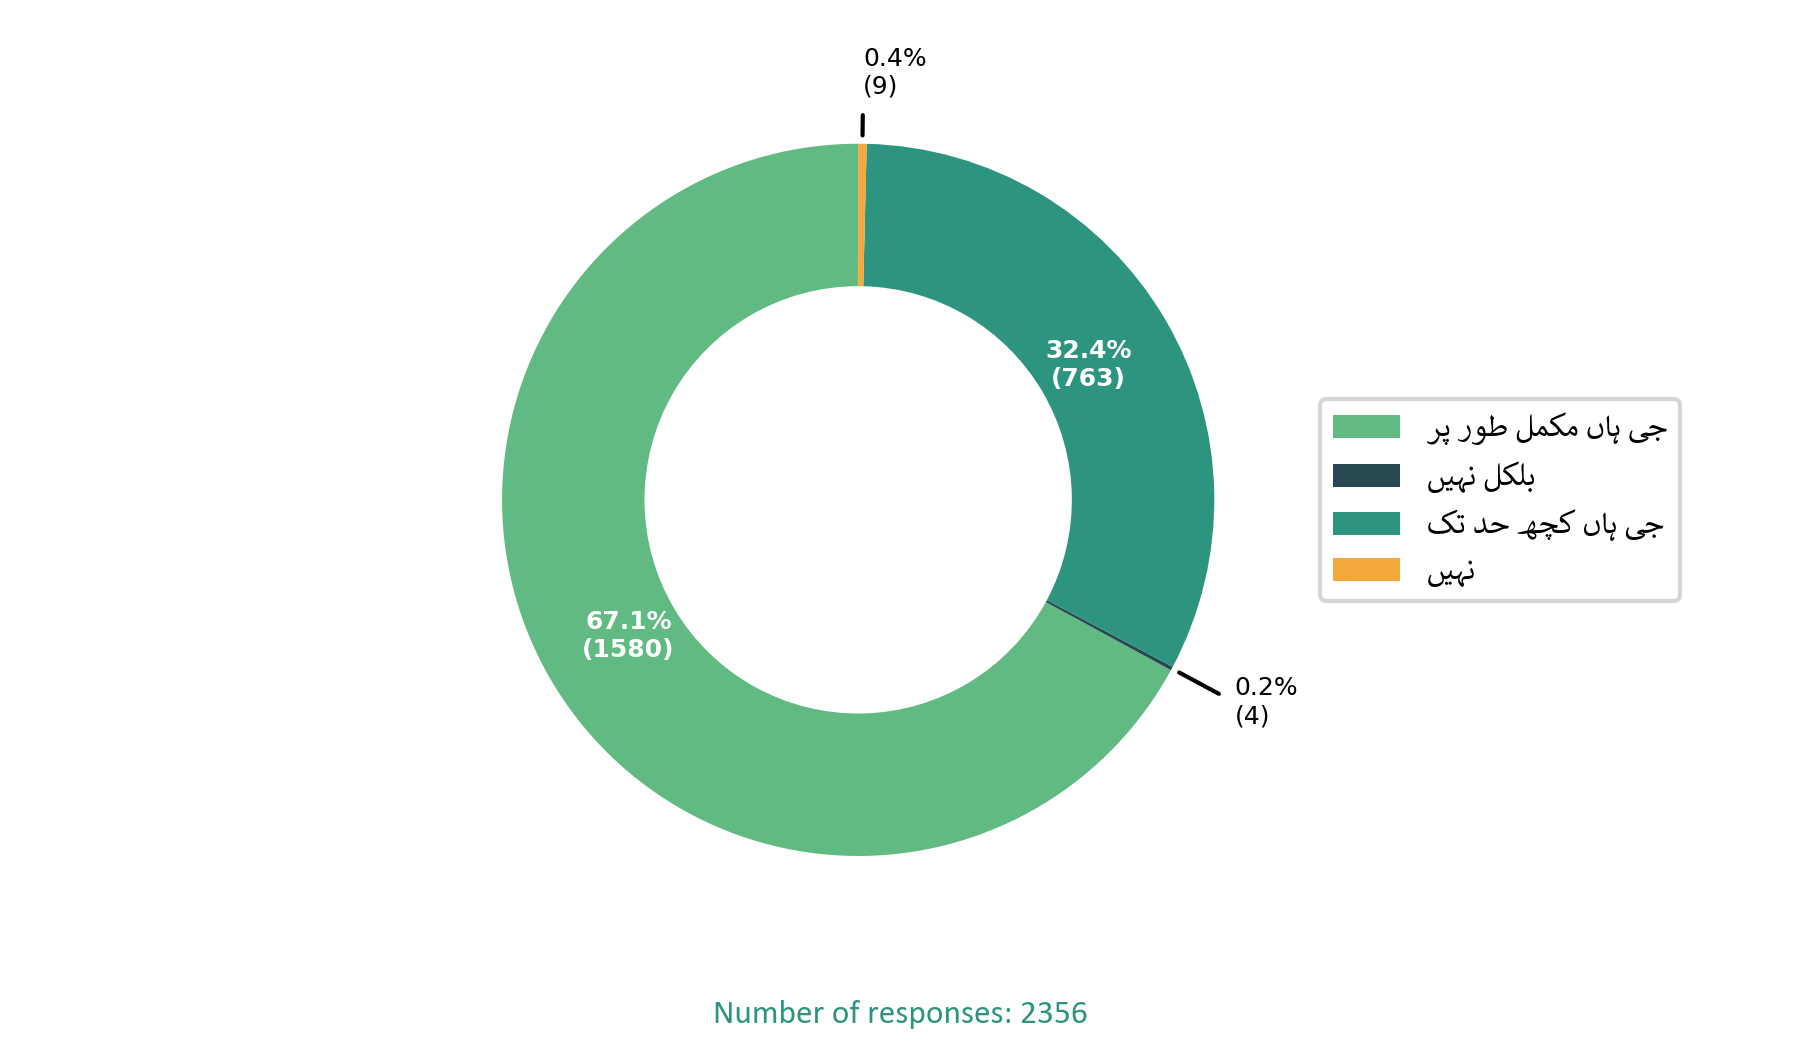 0.4%
(9)
32.4%
(763)
67.1%
(1580)
0.2%
(4)
جی ہاں مکمل طور پر
بلکل نہیں
جی ہاں کچھ حد تک
نہیں
Number of responses: 2356